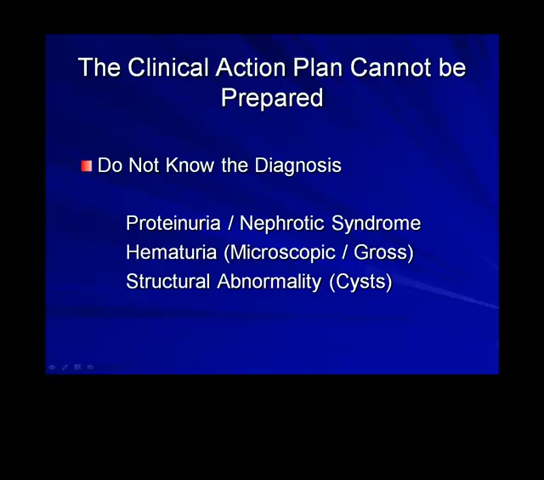 The Clinical Action Plan Cannot be
Prepared
Do Not Know the Diagnosis
Proteinuria / Nephrotic Syndrome
Hematuria (Microscopic / Gross)
Structural Abnormality (Cysts)